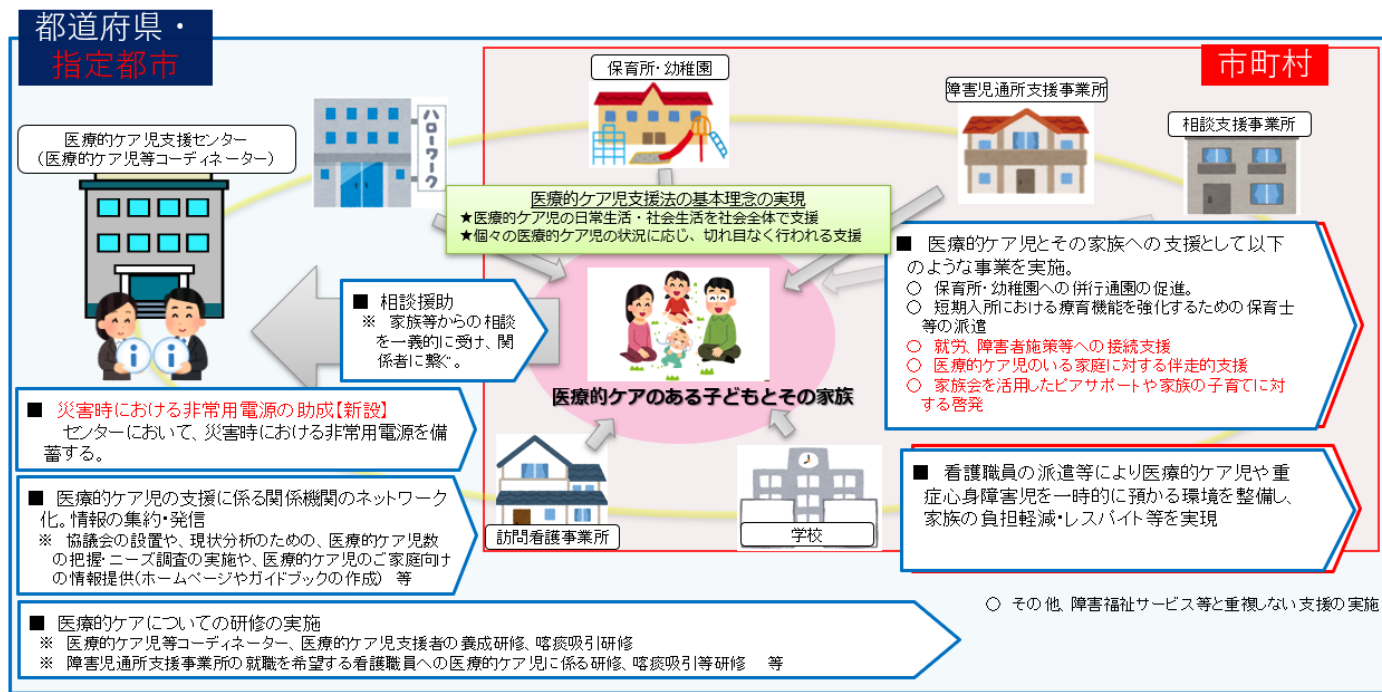 都道府県・
指定都市
市町村
保育所・幼稚園
障害児通所支援事業所
相談支援事業所
医療的ケア児支援センター
（医療的ケア児等コーディネーター）
ハローワーク
医療的ケア児支援法の基本理念の実現
★医療的ケア児の日常生活・社会生活を社会全体で支援
★個々の医療的ケア児の状況に応じ、切れ目なく行われる支援
■ 相談援助
※ 家族等からの相談
を一義的に受け、関
係者に繋ぐ。
■ 医療的ケア児とその家族への支援として以下
のような事業を実施。
○ 保育所・幼稚園への併行通園の促進。
○ 短期入所における療育機能を強化するための保育士
等の派遣
○ 就労、障害者施策等への接続支援
○ 医療的ケア児のいる家庭に対する伴走的支援
○ 家族会を活用したピアサポートや家族の子育てに対
する啓発
医療的ケアのある子どもとその家族
■ 災害時における非常用電源の助成【新設】
センターにおいて、災害時における非常用電源を備
蓄する。
■ 看護職員の派遣等により医療的ケア児や重
症心身障害児を一時的に預かる環境を整備し、
家族の負担軽減・レスパイト等を実現
訪問看護事業所
学校
■ 医療的ケア児の支援に係る関係機関のネットワーク
化。情報の集約・発信
※ 協議会の設置や、現状分析のための、医療的ケア児数
の把握・ニーズ調査の実施や、医療的ケア児のご家庭向け
の情報提供(ホームページやガイドブックの作成) 等
○ その他、障害福祉サービス等と重複しない支援の実施
■ 医療的ケアについての研修の実施
※ 医療的ケア児等コーディネーター、医療的ケア児支援者の養成研修、喀痰吸引研修
※ 障害児通所支援事業所の就職を希望する看護職員への医療的ケア児に係る研修、喀痰吸引等研修 等